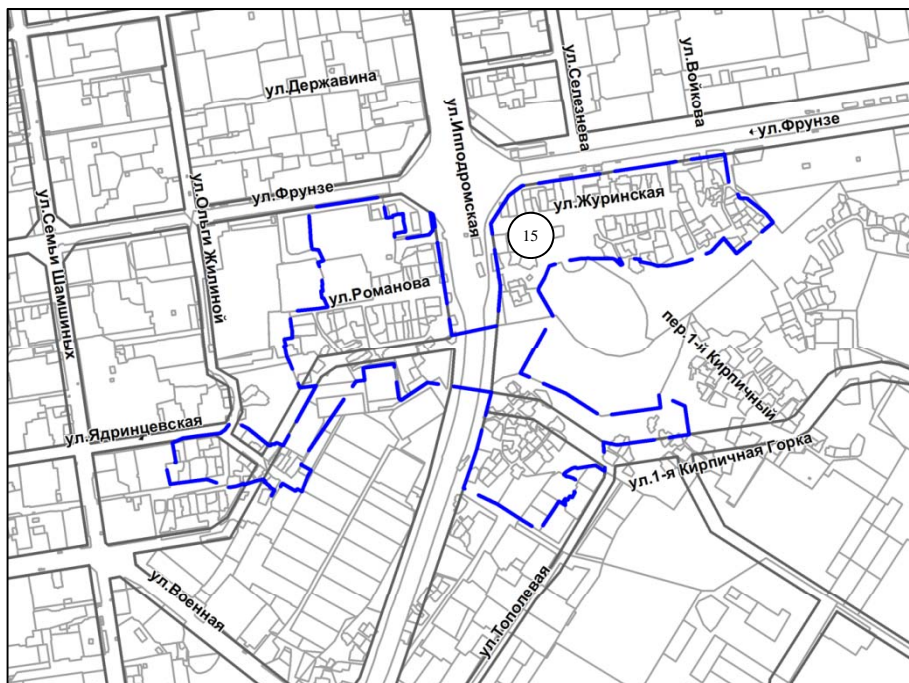 ул.Державина
ул.Ипподромская
ул.Селезнева
ул.Войкова
ул.Фрунзе
ул.Фрунзе
ул.Журинская
ул.Семьи Шамшиных
ул.Ольги Жилиной
15
ул.Романова
пер.1-й Кирпичный
ул.Ядринцевская
ул.1-я Кирпичная Горка
ул.Военная
ул.Тополевая